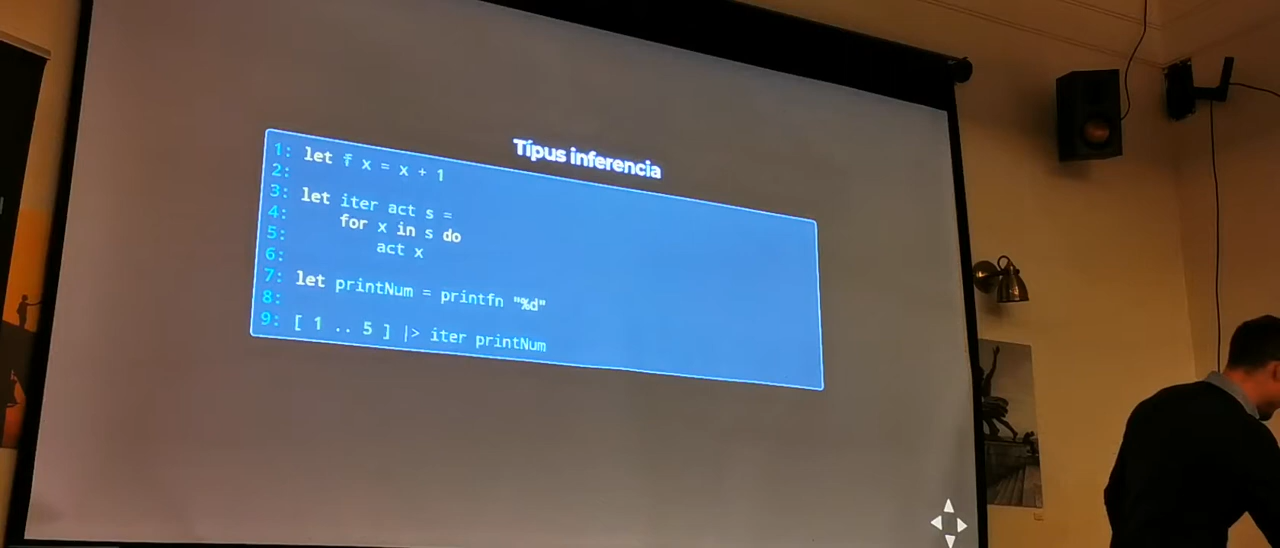 Típus inferencia
1: let f x = x + 1
2:
3: let iter act s =
4:     for x in s do
5:         act x
6:
7: let printNum = printfn "%d"
8:
9: [ 1 .. 5 ] |> iter printNum